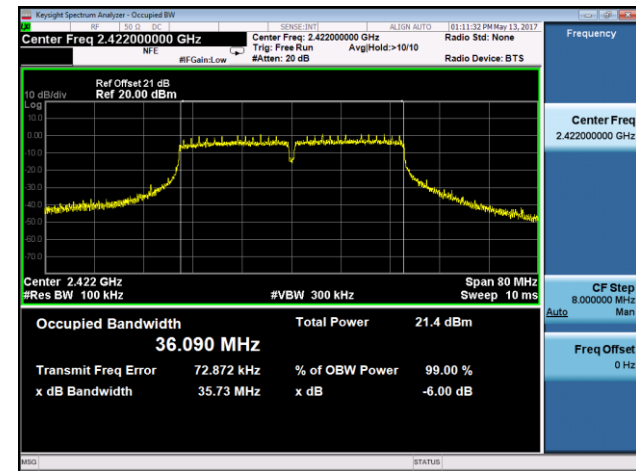 Keysight Spectrum Analyzer - Occupied BW
RF 50 Ω DC SENSE:INT ALIGN AUTO 01:11:32 PM May 13, 2017
Center Freq 2.422000000 GHz
NFE
#IFGain:Low
Center Freq: 2.422000000 GHz
Trig: Free Run Avg|Hold:>10/10
#Atten: 20 dB
Radio Std: None
Radio Device: BTS
Ref Offset 21 dB
10 dB/div Ref 20.00 dBm
Log
10.0
0.00
-10.0
-20.0
-30.0
-40.0
-50.0
-60.0
-70.0
Center 2.422 GHz Span 80 MHz
#Res BW 100 kHz #VBW 300 kHz Sweep 10 ms
Occupied Bandwidth Total Power 21.4 dBm
36.090 MHz
Transmit Freq Error 72.872 kHz % of OBW Power 99.00 %
x dB Bandwidth 35.73 MHz x dB -6.00 dB
Frequency
Center Freq
2.422000000 GHz
CF Step
8.000000 MHz
Auto Man
Freq Offset
0 Hz
MSG STATUS